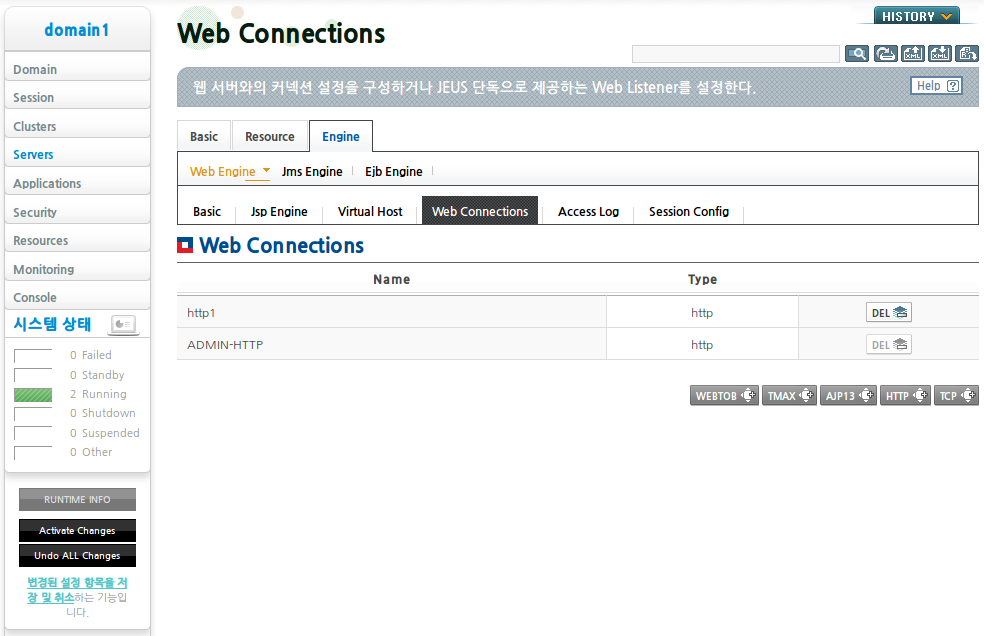 domain1
Domain
Session
Clusters
Servers
Applications
Security
Resources
Monitoring
Console
시스템 상태
0 Failed
0 Standby
2 Running
0 Shutdown
0 Suspended
0 Other
RUNTIME INFO
Activate Changes
Undo ALL Changes
변경된 설정 항목을 저
장 및 취소하는 기능입
니다.
Web Connections
HISTORY
XML XML
웹 서버와의 커넥션 설정을 구성하거나 JEUS 단독으로 제공하는 Web Listener를 설정한다.
Help ?
Basic Resource Engine
Web Engine Jms Engine Ejb Engine
Basic Jsp Engine Virtual Host Web Connections Access Log Session Config
Web Connections
Name Type
http1 http DEL
ADMIN-HTTP http DEL
WEBTOB TMAX AJP13 HTTP TCP